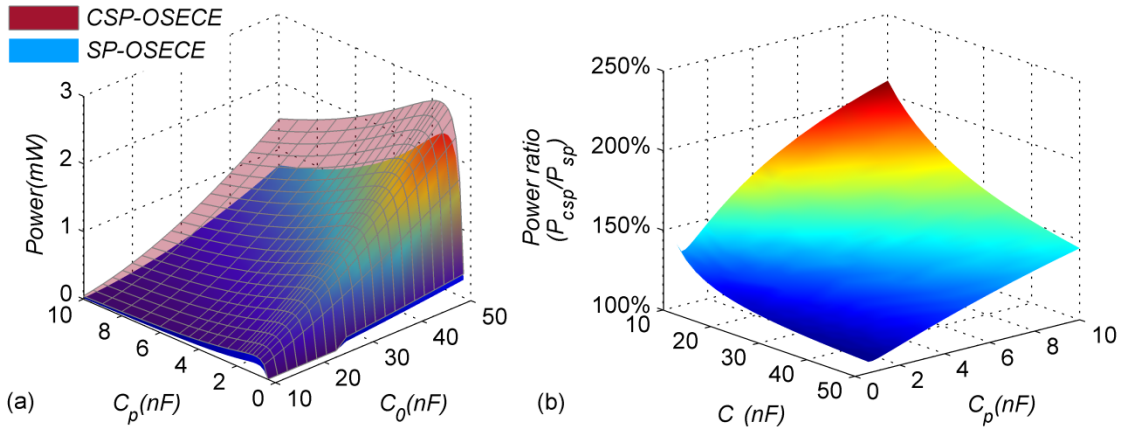 CSP-OSECE
SP-OSECE
3
2
1
0
Power(mW)
10
8
6
4
2
0
C_p(nF)
10
20
30
40
50
C_0(nF)
(a)
250%
200%
150%
100%
Power ratio
(P_csp/P_sp)
10
20
30
40
50
C (nF)
0
2
4
6
8
10
C_p(nF)
(b)